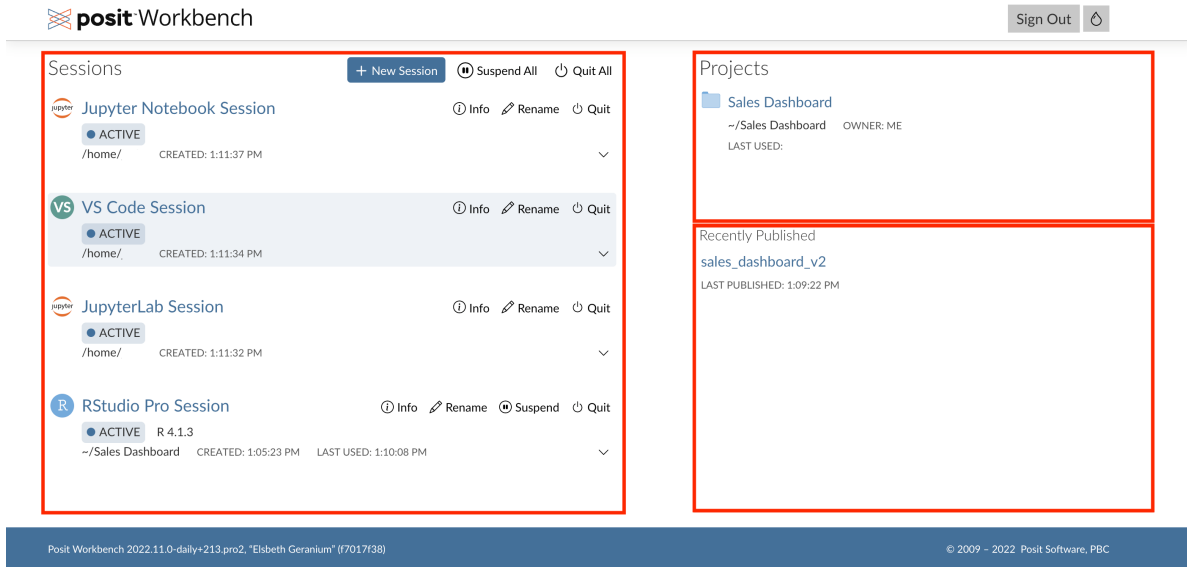 posit Workbench
Sign Out
Sessions
+ New Session Suspend All Quit All
jupyter Jupyter Notebook Session Info Rename Quit
ACTIVE
/home/ CREATED: 1:11:37 PM
VS VS Code Session Info Rename Quit
ACTIVE
/home/ CREATED: 1:11:34 PM
jupyter JupyterLab Session Info Rename Quit
ACTIVE
/home/ CREATED: 1:11:32 PM
R RStudio Pro Session Info Rename Suspend Quit
ACTIVE R 4.1.3
~/Sales Dashboard CREATED: 1:05:23 PM LAST USED: 1:10:08 PM
Projects
Sales Dashboard
~/Sales Dashboard OWNER: ME
LAST USED:
Recently Published
sales_dashboard_v2
LAST PUBLISHED: 1:09:22 PM
Posit Workbench 2022.11.0-daily+213.pro2, "Elsbeth Geranium" (f7017f38)
© 2009 – 2022 Posit Software, PBC